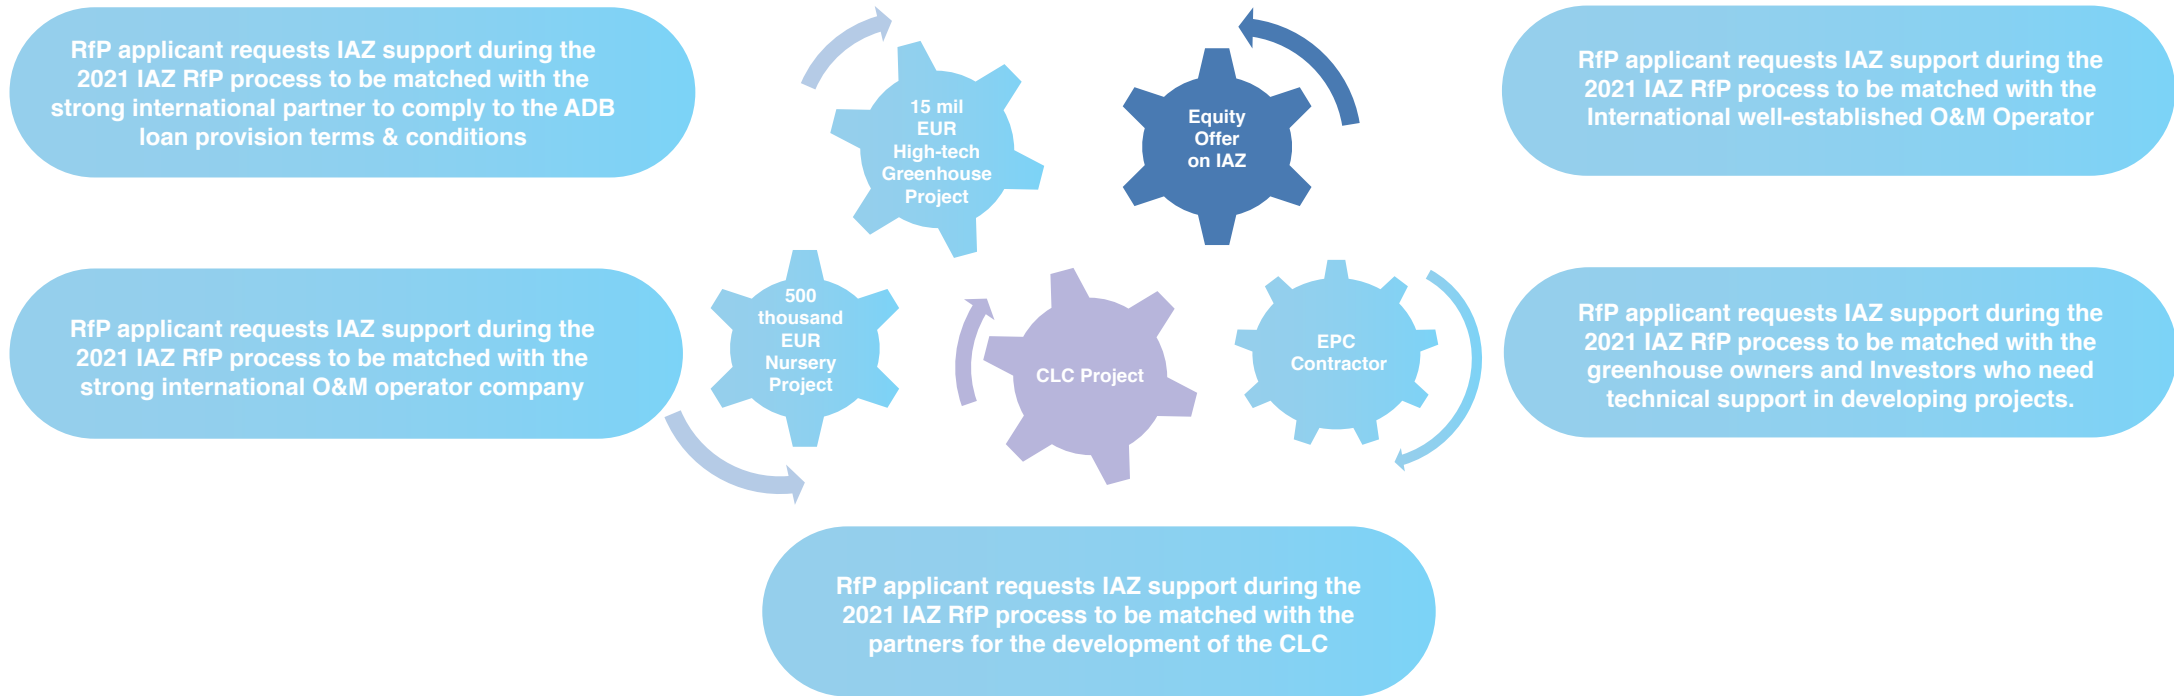 RfP applicant requests IAZ support during the
2021 IAZ RfP process to be matched with the
strong international partner to comply to the ADB
loan provision terms & conditions
15 mil
EUR
High-tech
Greenhouse
Project
Equity
Offer
on IAZ
RfP applicant requests IAZ support during the
2021 IAZ RfP process to be matched with the
International well-established O&M Operator
RfP applicant requests IAZ support during the
2021 IAZ RfP process to be matched with the
strong international O&M operator company
500
thousand
EUR
Nursery
Project
CLC Project
EPC
Contractor
RfP applicant requests IAZ support during the
2021 IAZ RfP process to be matched with the
greenhouse owners and Investors who need
technical support in developing projects.
RfP applicant requests IAZ support during the
2021 IAZ RfP process to be matched with the
partners for the development of the CLC